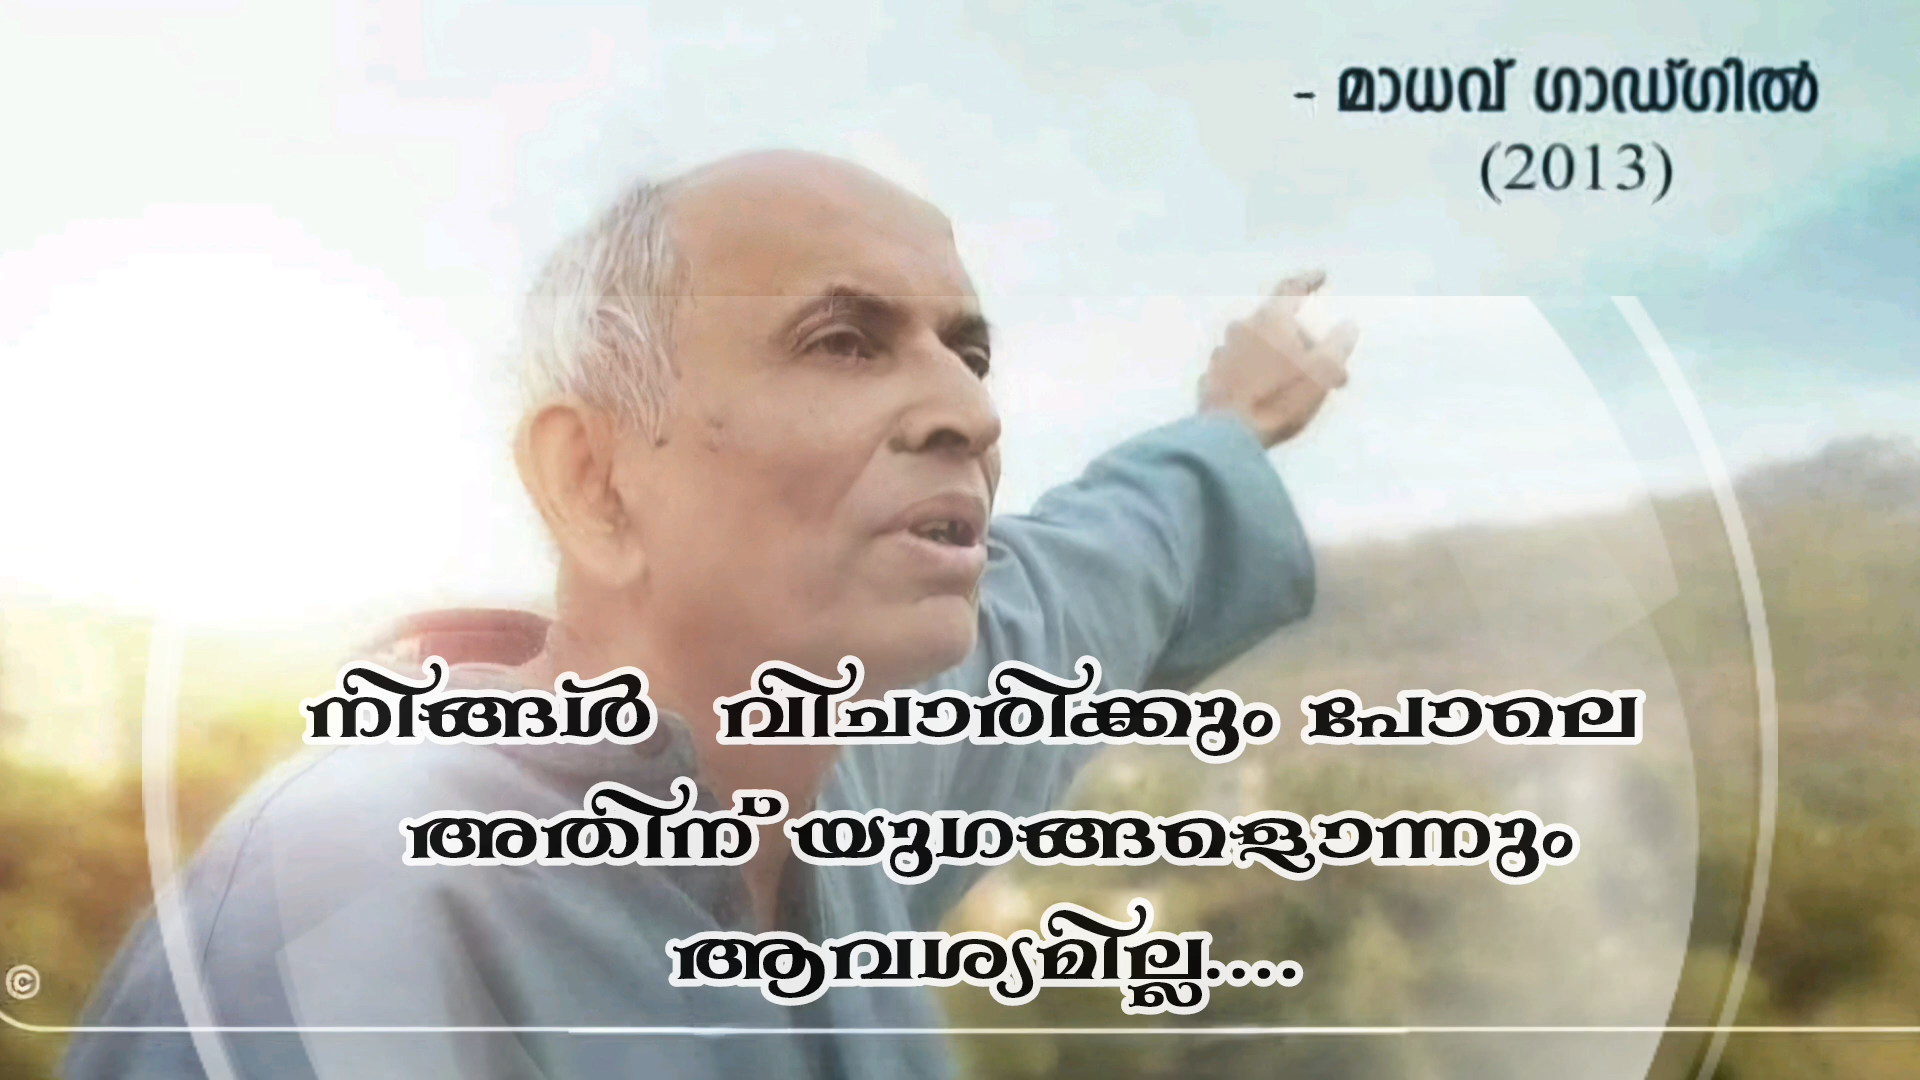 - മാധവ് ഗാഡ്ഗിൽ
(2013)
നിങ്ങൾ വിചാരിക്കും പോലെ
അതിന് യുഗങ്ങളൊന്നും
ആവശ്യമില്ല....
©